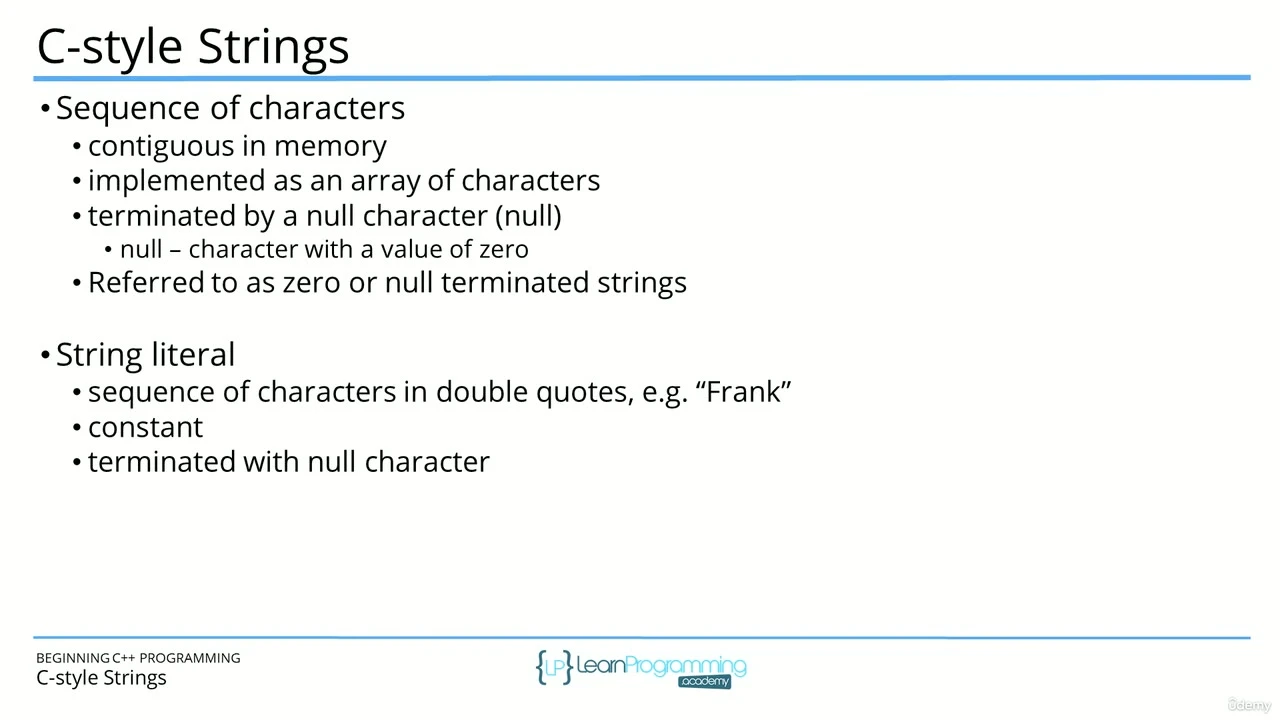 C-style Strings
• Sequence of characters
• contiguous in memory
• implemented as an array of characters
• terminated by a null character (null)
• null – character with a value of zero
• Referred to as zero or null terminated strings
• String literal
• sequence of characters in double quotes, e.g. “Frank”
• constant
• terminated with null character
BEGINNING C++ PROGRAMMING
C-style Strings
{LP} LearnProgramming
.academy
ûdemy